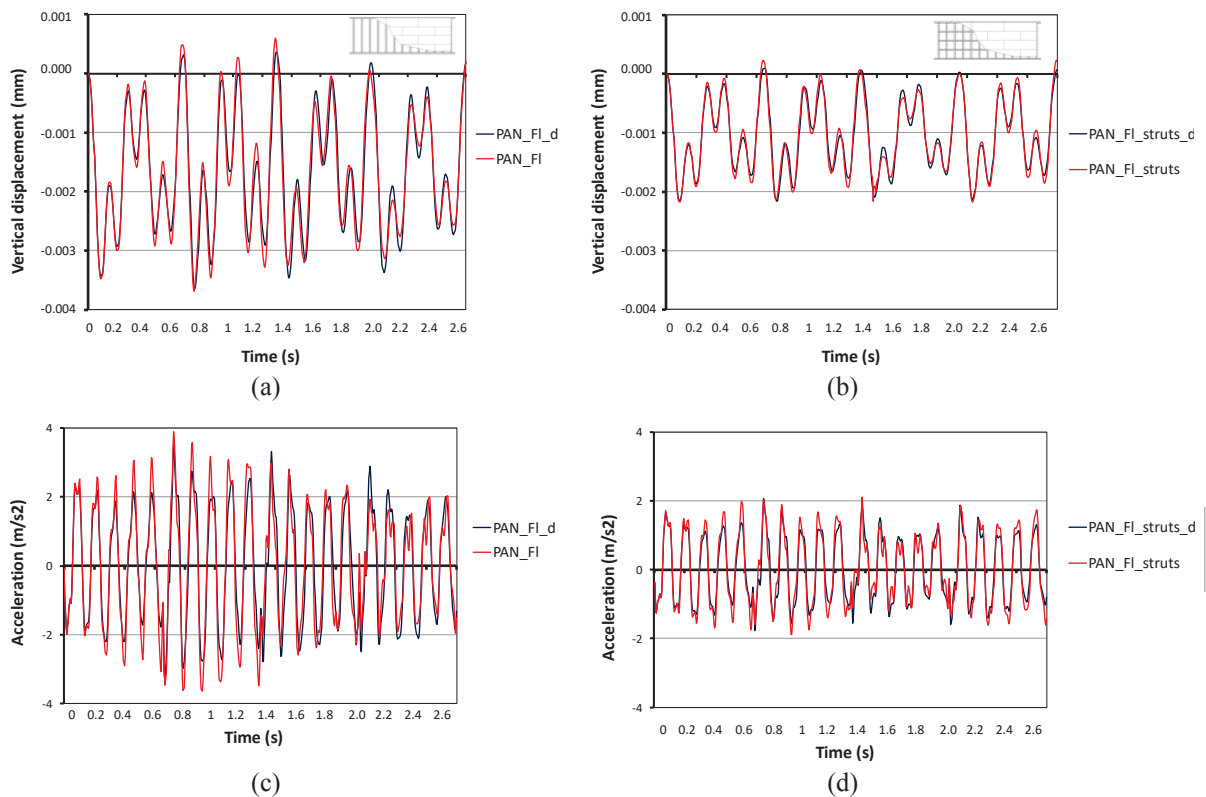 0.001
0.000
-0.001
-0.002
-0.003
-0.004
Vertical displacement (mm)
0 0.2 0.4 0.6 0.8 1 1.2 1.4 1.6 1.8 2.0 2.2 2.4 2.6
Time (s)
PAN_Fl_d
PAN_Fl
(a)
0.001
0.000
-0.001
-0.002
-0.003
-0.004
Vertical displacement (mm)
0 0.2 0.4 0.6 0.8 1 1.2 1.4 1.6 1.8 2.0 2.2 2.4 2.6
Time (s)
PAN_Fl_struts_d
PAN_Fl_struts
(b)
4
2
0
-2
-4
Acceleration (m/s2)
0 0.2 0.4 0.6 0.8 1 1.2 1.4 1.6 1.8 2.0 2.2 2.4 2.6
Time (s)
PAN_Fl_d
PAN_Fl
(c)
4
2
0
-2
-4
Acceleration (m/s2)
0 0.2 0.4 0.6 0.8 1 1.2 1.4 1.6 1.8 2.0 2.2 2.4 2.6
Time (s)
PAN_Fl_struts_d
PAN_Fl_struts
(d)